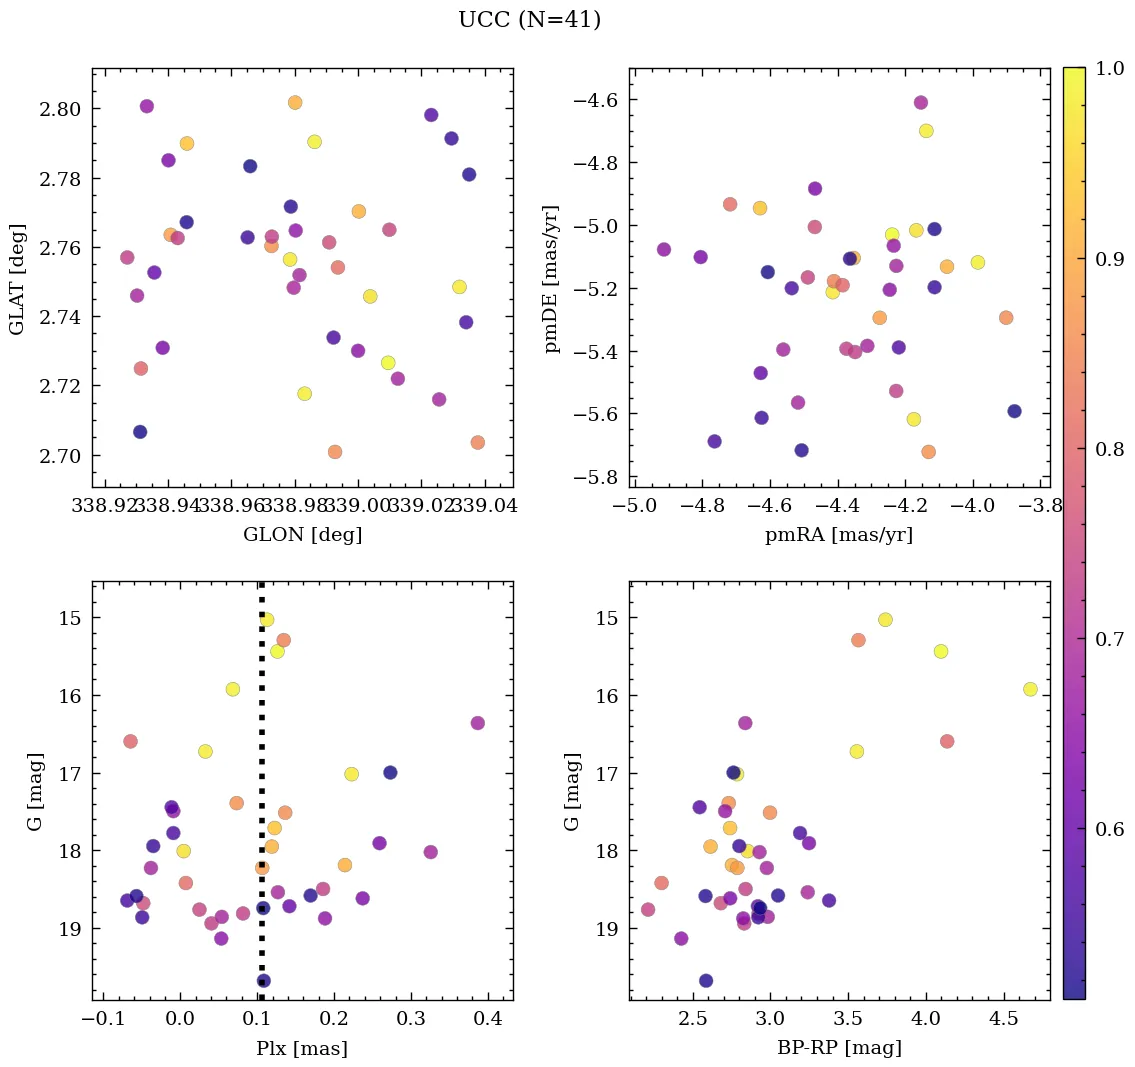 UCC (N=41)
2.80
2.78
2.76
2.74
2.72
2.70
GLAT [deg]
338.92 338.94 338.96 338.98 339.00 339.02 339.04
GLON [deg]
−4.6
−4.8
−5.0
−5.2
−5.4
−5.6
−5.8
pmDE [mas/yr]
−5.0 −4.8 −4.6 −4.4 −4.2 −4.0 −3.8
pmRA [mas/yr]
1.0
0.9
0.8
0.7
0.6
15
16
17
18
19
G [mag]
−0.1 0.0 0.1 0.2 0.3 0.4
Plx [mas]
15
16
17
18
19
G [mag]
2.5 3.0 3.5 4.0 4.5
BP-RP [mag]